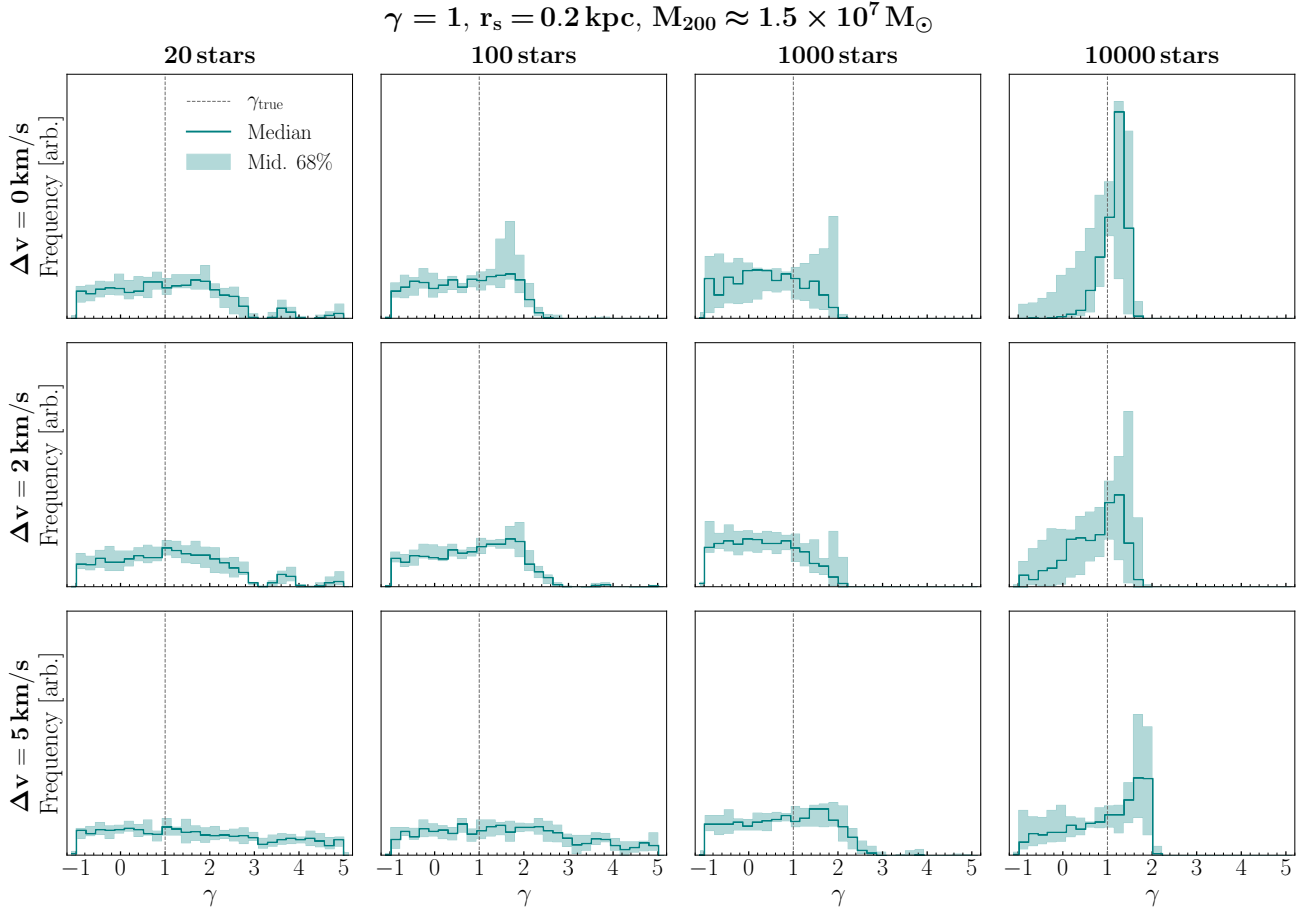 γ = 1, r_s = 0.2 kpc, M_200 ≈ 1.5 × 10^7 M_⊙
20 stars 100 stars 1000 stars 10000 stars
Δv = 0 km/s
Frequency [arb.]
γ_true
Median
Mid. 68%
Δv = 2 km/s
Frequency [arb.]
Δv = 5 km/s
Frequency [arb.]
−1 0 1 2 3 4 5 −1 0 1 2 3 4 5 −1 0 1 2 3 4 5 −1 0 1 2 3 4 5
γ γ γ γ